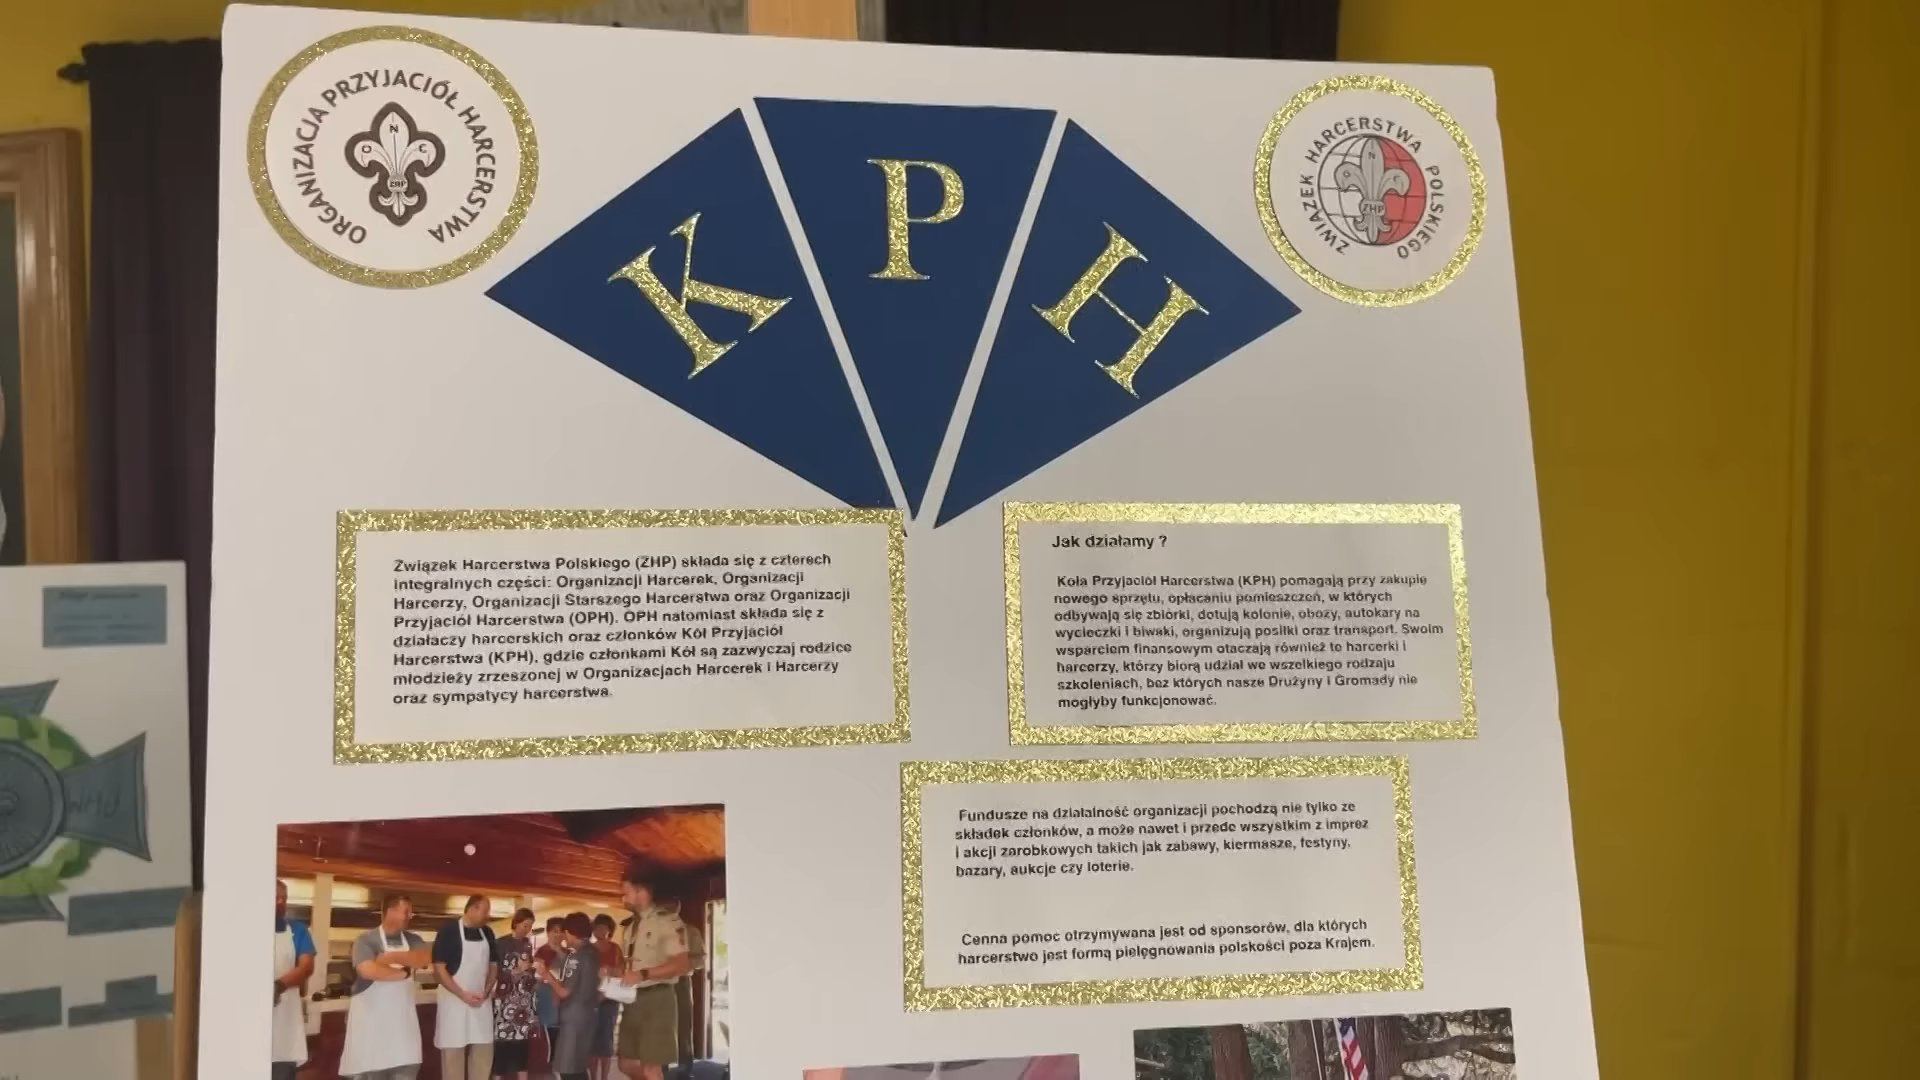 ORGANIZACJA PRZYJACIÓŁ HARCERSTWA
N
O C
ZHP
K P H
ZWIĄZEK HARCERSTWA POLSKIEGO
N
ZHP
Związek Harcerstwa Polskiego (ZHP) składa się z czterech
integralnych części: Organizacji Harcerek, Organizacji
Harcerzy, Organizacji Starszego Harcerstwa oraz Organizacji
Przyjaciół Harcerstwa (OPH). OPH natomiast składa się z
działaczy harcerskich oraz członków Kół Przyjaciół
Harcerstwa (KPH), gdzie członkami Kół są zazwyczaj rodzice
młodzieży zrzeszonej w Organizacjach Harcerek i Harcerzy
oraz sympatycy harcerstwa.
Jak działamy ?
Koła Przyjaciół Harcerstwa (KPH) pomagają przy zakupie
nowego sprzętu, opłacaniu pomieszczeń, w których
odbywają się zbiórki, dotują kolonie, obozy, autokary na
wycieczki i biwaki, organizują posiłki oraz transport. Swoim
wsparciem finansowym otaczają również te harcerki i
harcerzy, którzy biorą udział we wszelkiego rodzaju
szkoleniach, bez których nasze Drużyny i Gromady nie
mogłyby funkcjonować.
Fundusze na działalność organizacji pochodzą nie tylko ze
składek członków, a może nawet i przede wszystkim z imprez
i akcji zarobkowych takich jak zabawy, kiermasze, festyny,
bazary, aukcje czy loterie.
Cenna pomoc otrzymywana jest od sponsorów, dla których
harcerstwo jest formą pielęgnowania polskości poza Krajem.